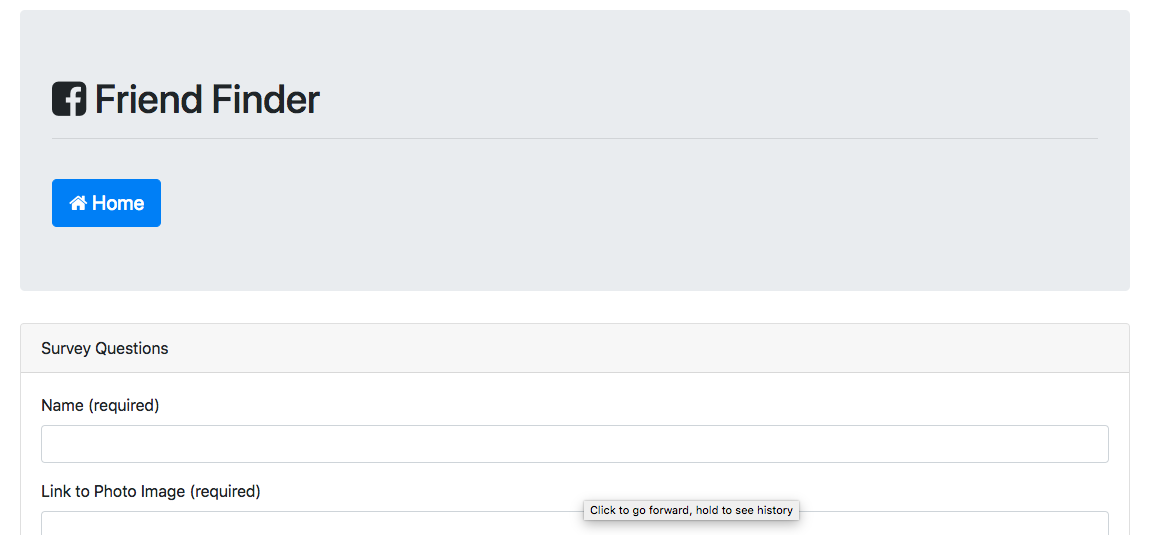 Friend Finder
Home
Survey Questions
Name (required)
Link to Photo Image (required)
Click to go forward, hold to see history